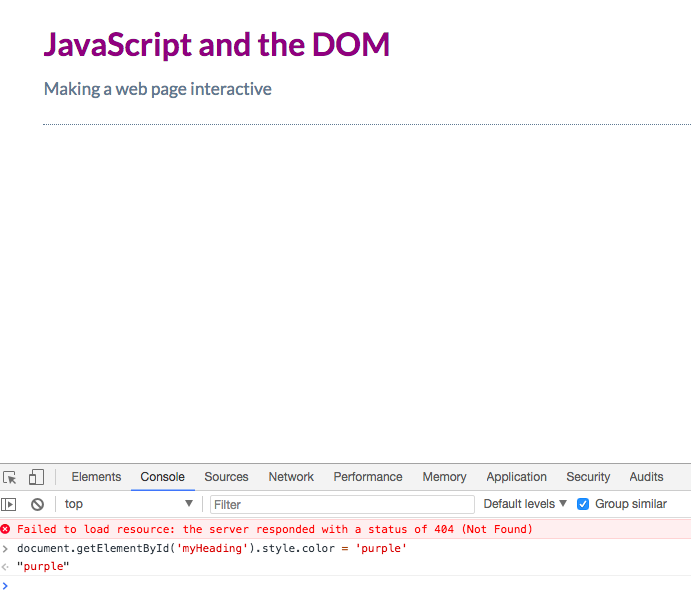 JavaScript and the DOM
Making a web page interactive
Elements Console Sources Network Performance Memory Application Security Audits
top Filter Default levels Group similar
Failed to load resource: the server responded with a status of 404 (Not Found)
document.getElementById('myHeading').style.color = 'purple'
"purple"